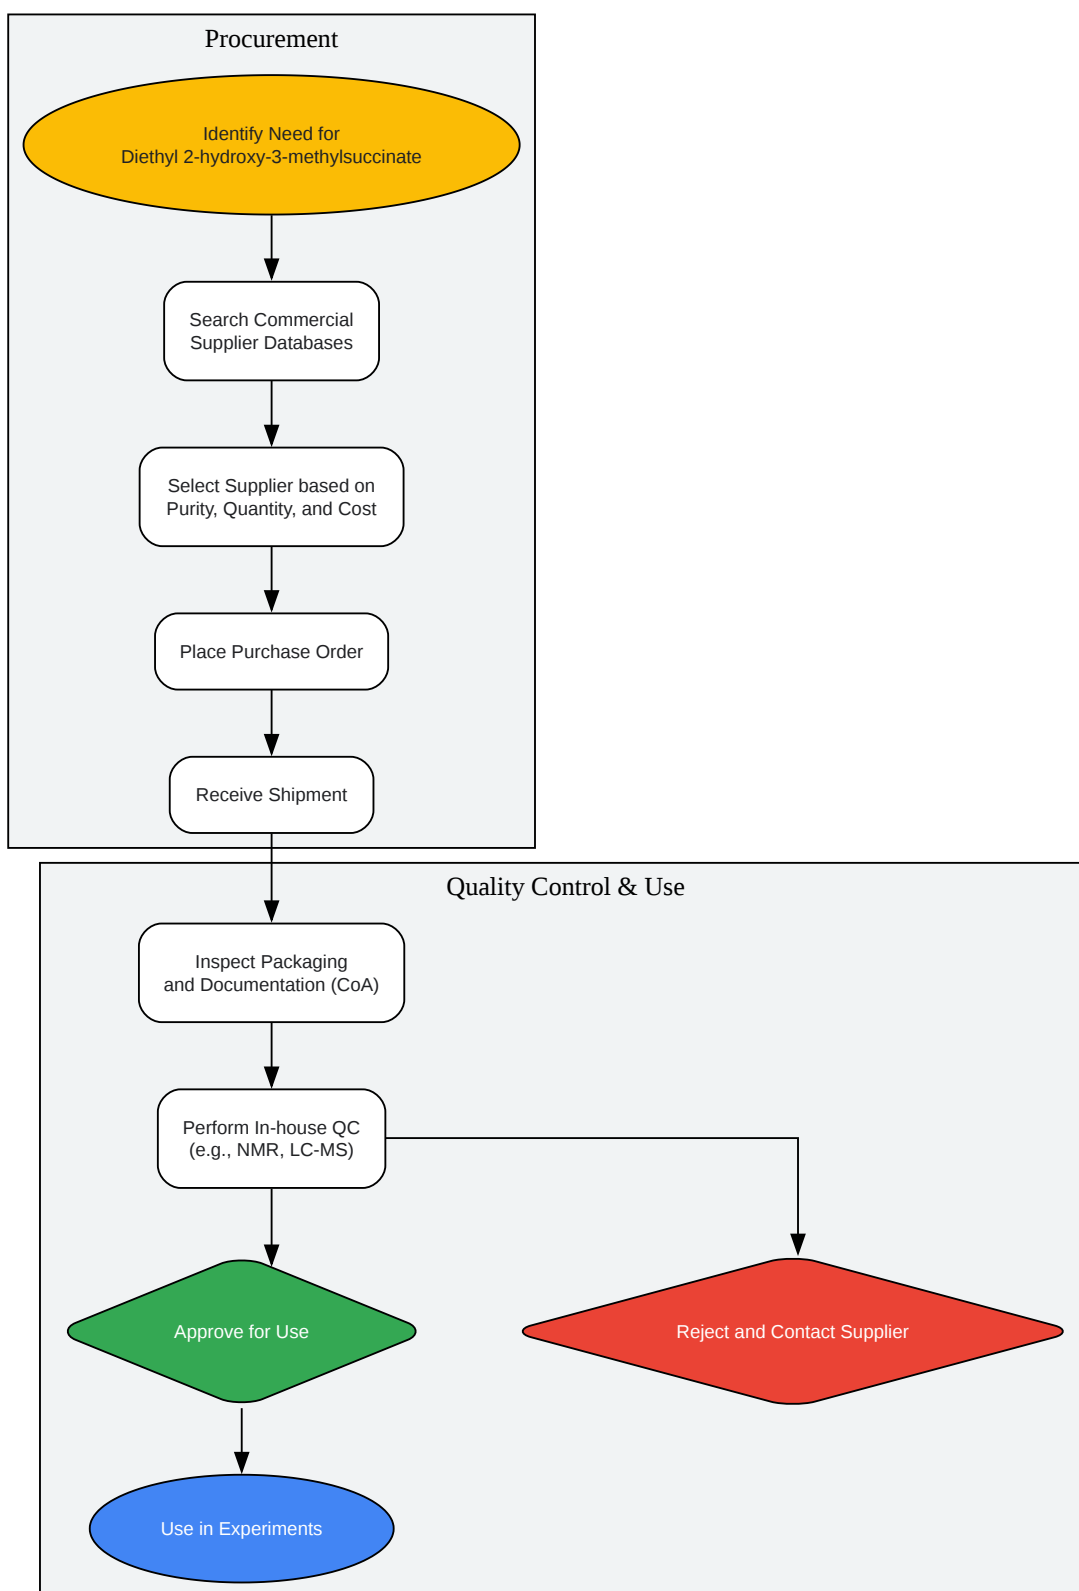 Procurement
Identify Need for
Diethyl 2-hydroxy-3-methylsuccinate
Search Commercial
Supplier Databases
Select Supplier based on
Purity, Quantity, and Cost
Place Purchase Order
Receive Shipment
Quality Control & Use
Inspect Packaging
and Documentation (CoA)
Perform In-house QC
(e.g., NMR, LC-MS)
Approve for Use
Reject and Contact Supplier
Use in Experiments